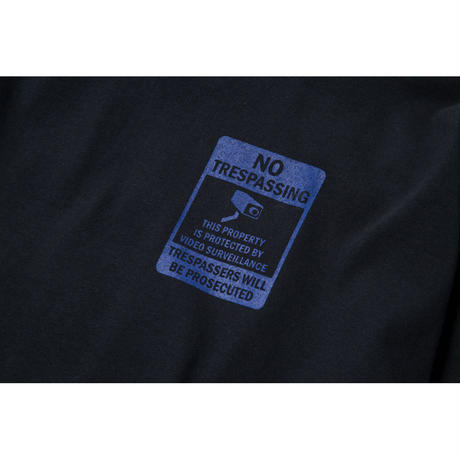 NO
TRESPASSING
THIS PROPERTY
IS PROTECTED BY
VIDEO SURVEILLANCE
TRESPASSERS WILL
BE PROSECUTED